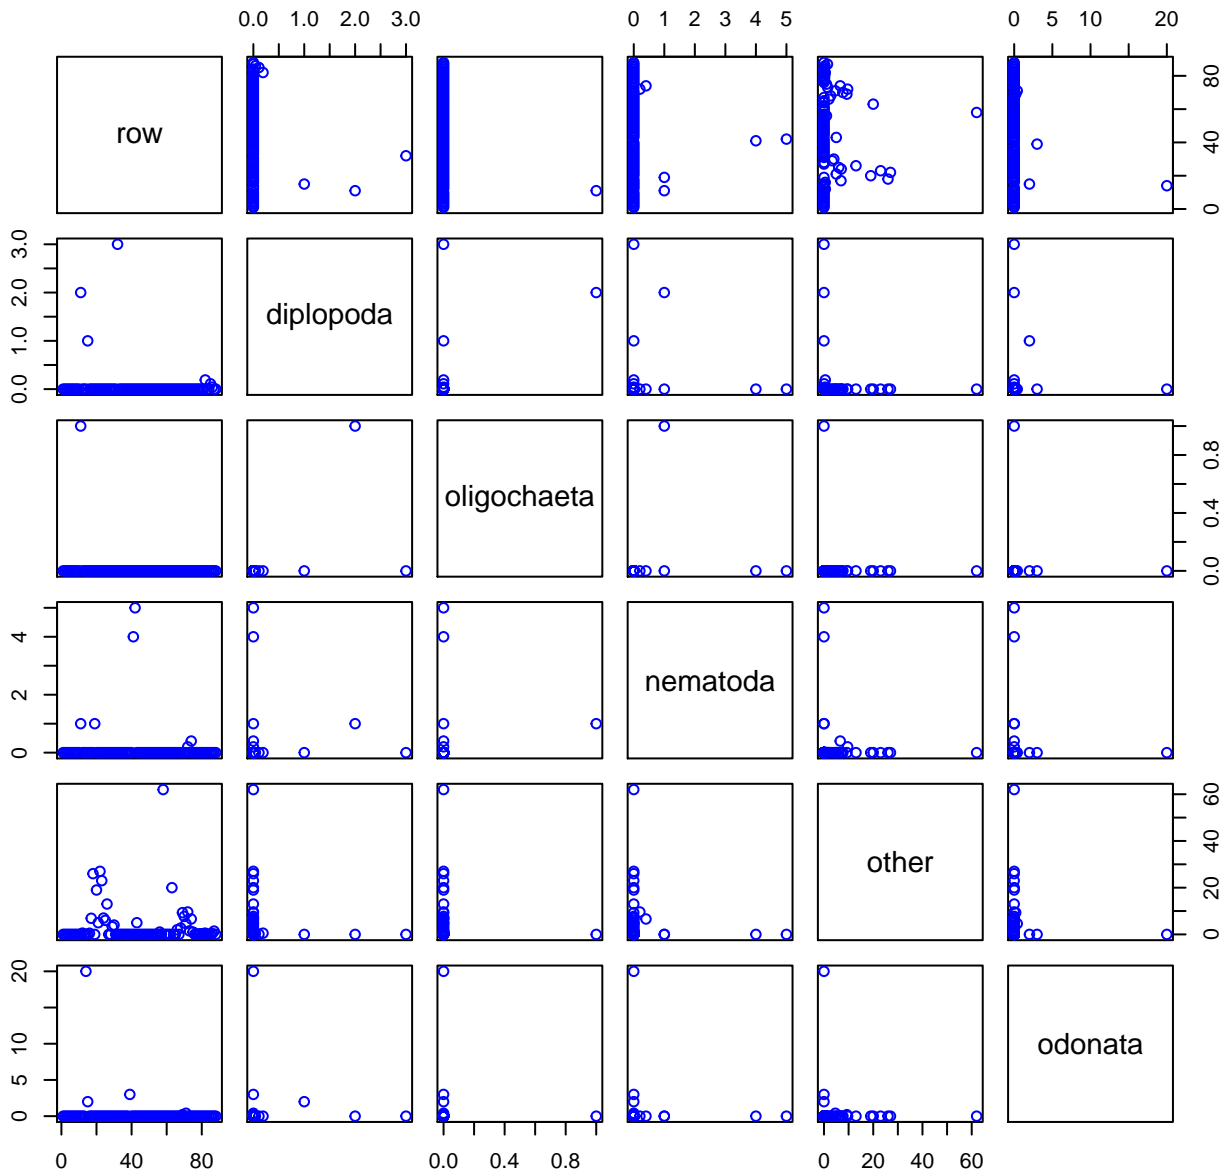 0.0 1.0 2.0 3.0 0 1 2 3 4 5 0 5 10 20
row 0 40 80
0.0 1.0 2.0 3.0 diplopoda
oligochaeta 0.0 0.4 0.8
0 2 4 nematoda
other 0 20 40 60
0 5 10 20 odonata
0 40 80 0.0 0.4 0.8 0 20 40 60